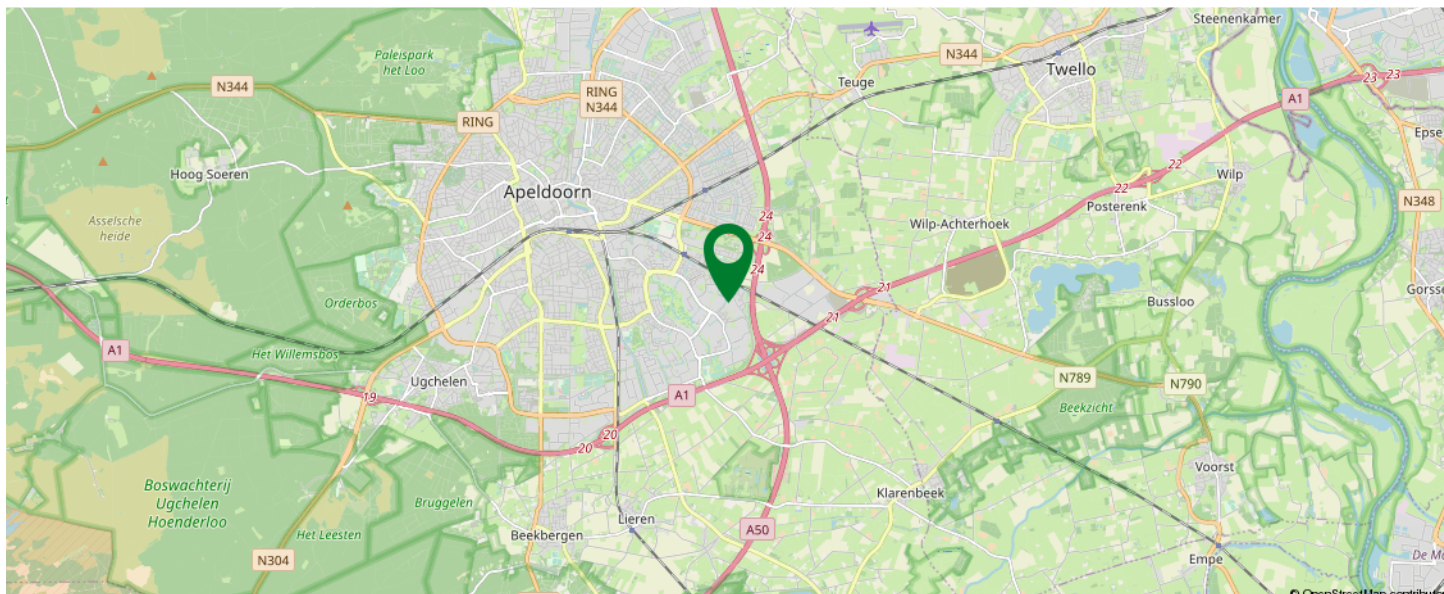 Steenenkamer
Paleispark
het Loo
N344
Twello
Teuge
23
23
N344
RING
N344
A1
RING
Epse
Hoog Soeren
22
Wilp
22
Apeldoorn
N348
Posterenk
24
Asselsche
heide
Wilp-Achterhoek
24
24
21
Gorsse
Orderbos
Bussloo
21
A1
Het Willemsbos
N789
N790
Ugchelen
19
A1
Beekzicht
20
20
Voorst
Boswachterij
Ugchelen
Hoenderloo
Klarenbeek
Bruggelen
Lieren
A50
Het Leesten
Beekbergen
N304
Empe
De Mo
© OpenStreetMap contributor